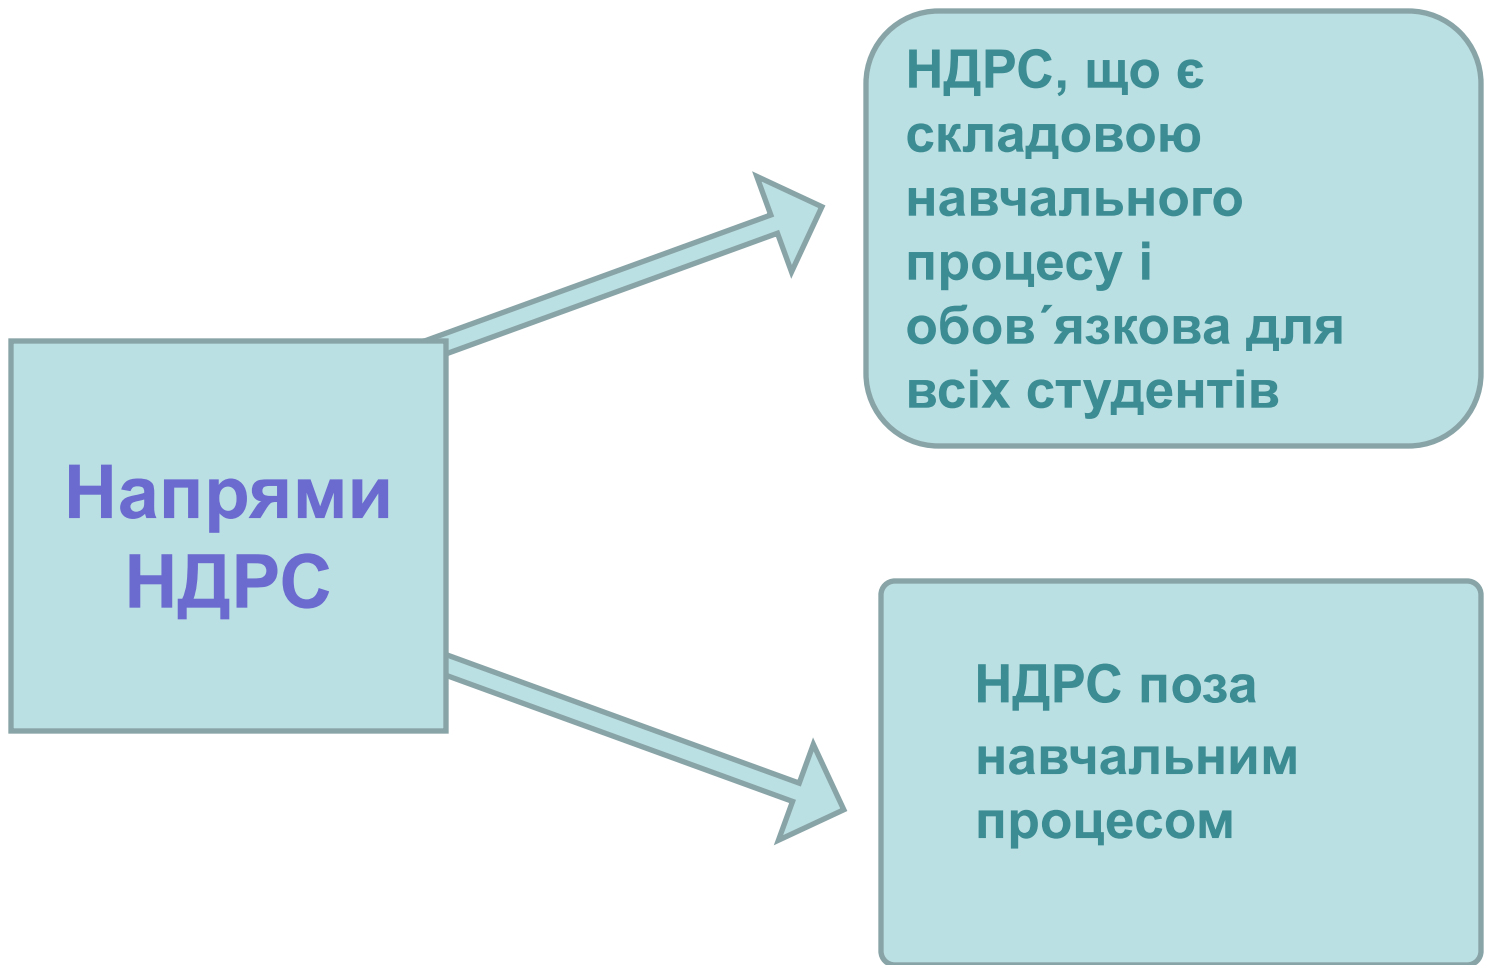 НДРС, що є
складовою
навчального
процесу і
обов´язкова для
всіх студентів
Напрями
НДРС
НДРС поза
навчальним
процесом